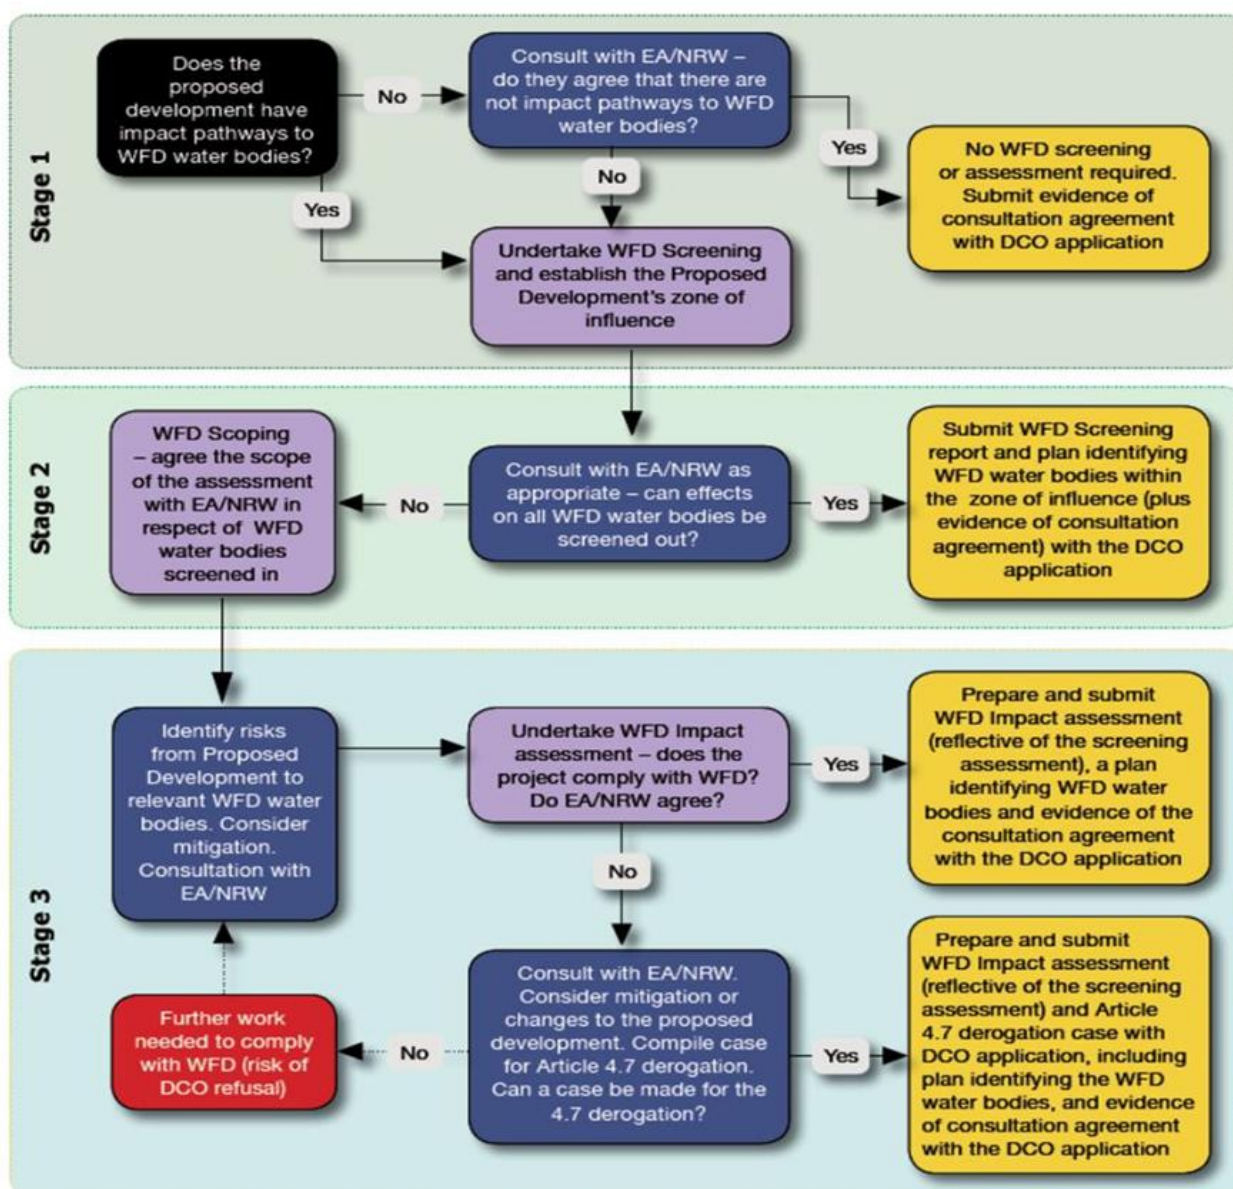 Stage 1
Does the
proposed
development have
impact pathways to
WFD water bodies?
No
Consult with EA/NRW –
do they agree that there are
not impact pathways to WFD
water bodies?
Yes
No
Yes
No WFD screening
or assessment required.
Submit evidence of
consultation agreement
with DCO application
Undertake WFD Screening
and establish the Proposed
Development's zone of
influence
Stage 2
WFD Scoping
– agree the scope
of the assessment
with EA/NRW in
respect of WFD
water bodies
screened in
No
Consult with EA/NRW as
appropriate – can effects
on all WFD water bodies be
screened out?
Yes
Submit WFD Screening
report and plan identifying
WFD water bodies within
the zone of influence (plus
evidence of consultation
agreement) with the DCO
application
Stage 3
Identify risks
from Proposed
Development to
relevant WFD water
bodies. Consider
mitigation.
Consultation with
EA/NRW
Undertake WFD Impact
assessment – does the
project comply with WFD?
Do EA/NRW agree?
Yes
Prepare and submit
WFD Impact assessment
(reflective of the screening
assessment), a plan
identifying WFD water
bodies and evidence of the
consultation agreement
with the DCO application
No
Further work
needed to comply
with WFD (risk of
DCO refusal)
No
Consult with EA/NRW.
Consider mitigation or
changes to the proposed
development. Compile case
for Article 4.7 derogation.
Can a case be made for the
4.7 derogation?
Yes
Prepare and submit
WFD Impact assessment
(reflective of the screening
assessment) and Article
4.7 derogation case with
DCO application, including
plan identifying the WFD
water bodies, and evidence
of consultation agreement
with the DCO application